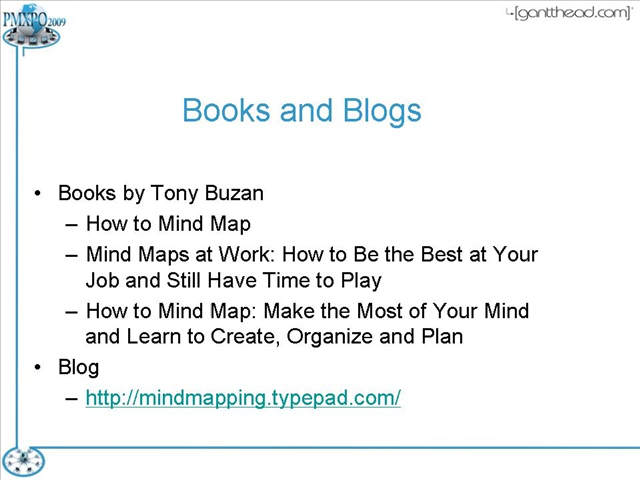 PMXPO 2009
[gantthead.com]
Books and Blogs
• Books by Tony Buzan
– How to Mind Map
– Mind Maps at Work: How to Be the Best at Your
Job and Still Have Time to Play
– How to Mind Map: Make the Most of Your Mind
and Learn to Create, Organize and Plan
• Blog
– http://mindmapping.typepad.com/